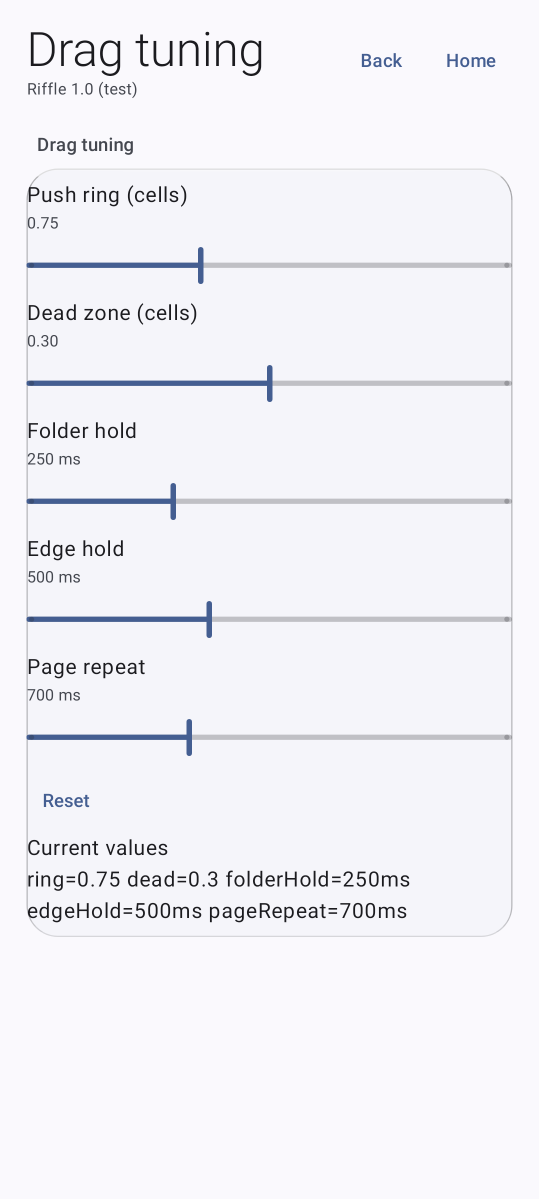 Drag tuning
Back
Home
Riffle 1.0 (test)
Drag tuning
Push ring (cells)
0.75
Dead zone (cells)
0.30
Folder hold
250 ms
Edge hold
500 ms
Page repeat
700 ms
Reset
Current values
ring=0.75 dead=0.3 folderHold=250ms
edgeHold=500ms pageRepeat=700ms